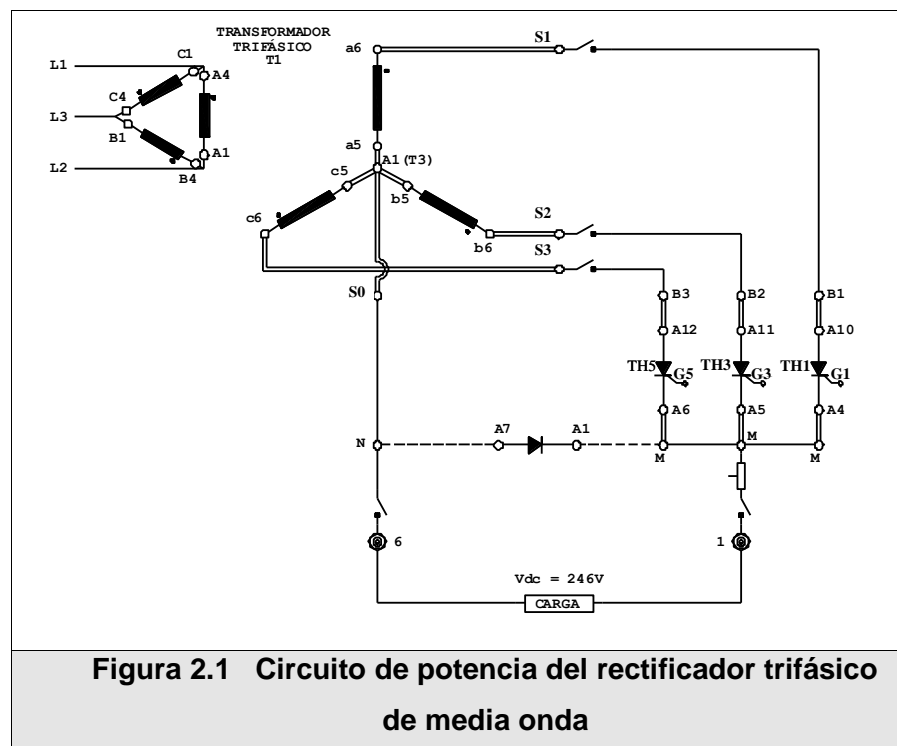 TRANSFORMADOR
TRIFÁSICO
T1
L1
C1
A4
C4
L3
B1
A1
L2
B4
a6
S1
a5
A1(T3)
c5
b5
c6
b6
S2
S3
S0
B3
B2
B1
A12
A11
A10
TH5
G5
TH3
G3
TH1
G1
A6
A5
A4
N
A7
A1
M
M
M
6
1
Vdc = 246V
CARGA
Figura 2.1 Circuito de potencia del rectificador trifásico
de media onda